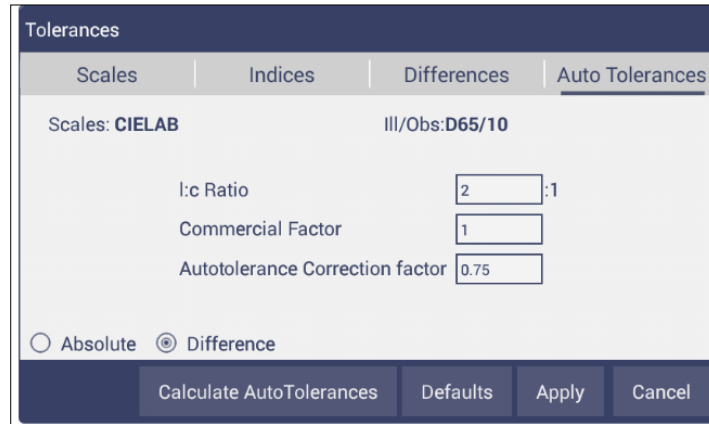 Tolerances
Scales Indices Differences Auto Tolerances
Scales: CIELAB Ill/Obs:D65/10
l:c Ratio 2 :1
Commercial Factor 1
Autotolerance Correction factor 0.75
Absolute Difference
Calculate AutoTolerances Defaults Apply Cancel